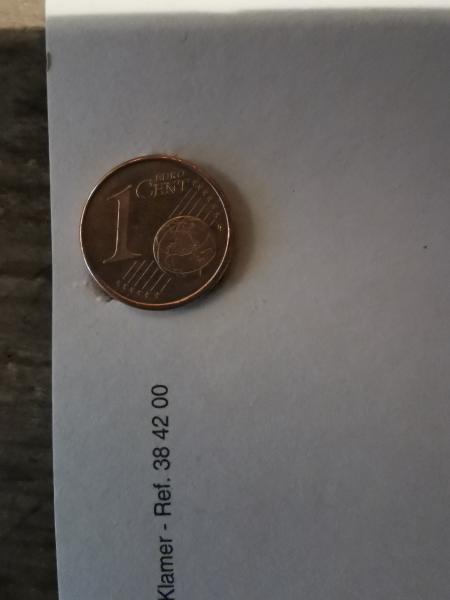 1 EURO
CENT
Klamer - Ref. 38 42 00